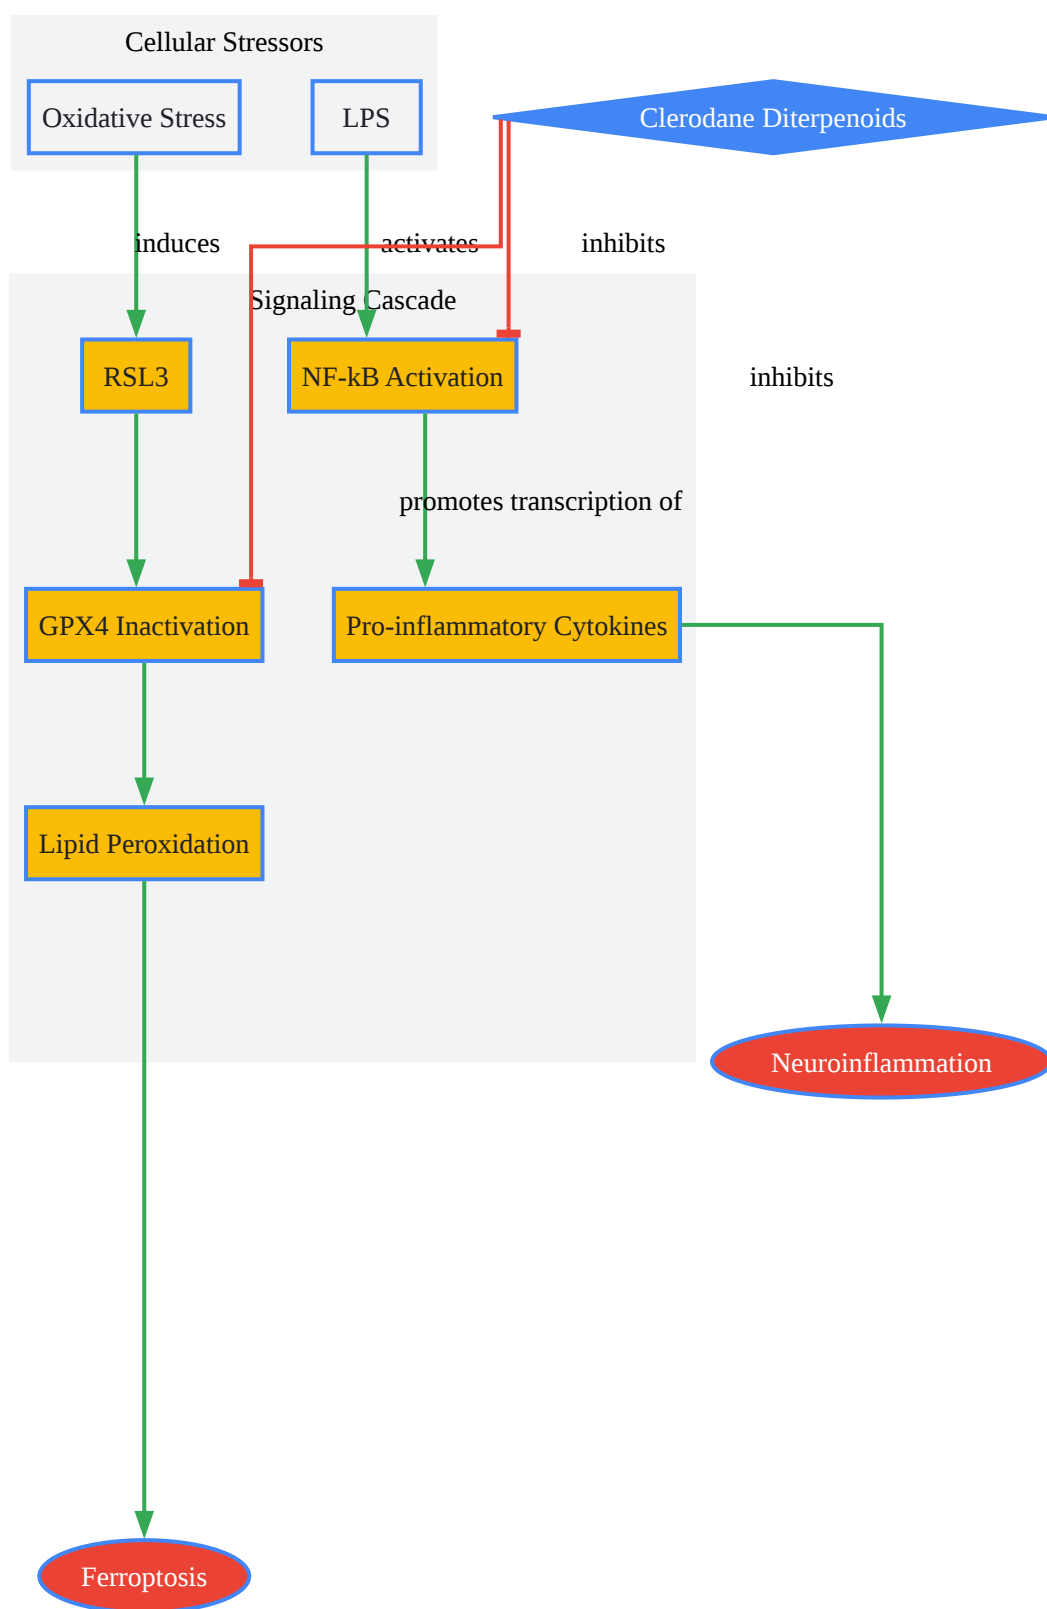 Cellular Stressors
Oxidative Stress
LPS
Clerodane Diterpenoids
induces
activates
inhibits
Signaling Cascade
RSL3
NF-kB Activation
inhibits
promotes transcription of
GPX4 Inactivation
Pro-inflammatory Cytokines
Lipid Peroxidation
Neuroinflammation
Ferroptosis